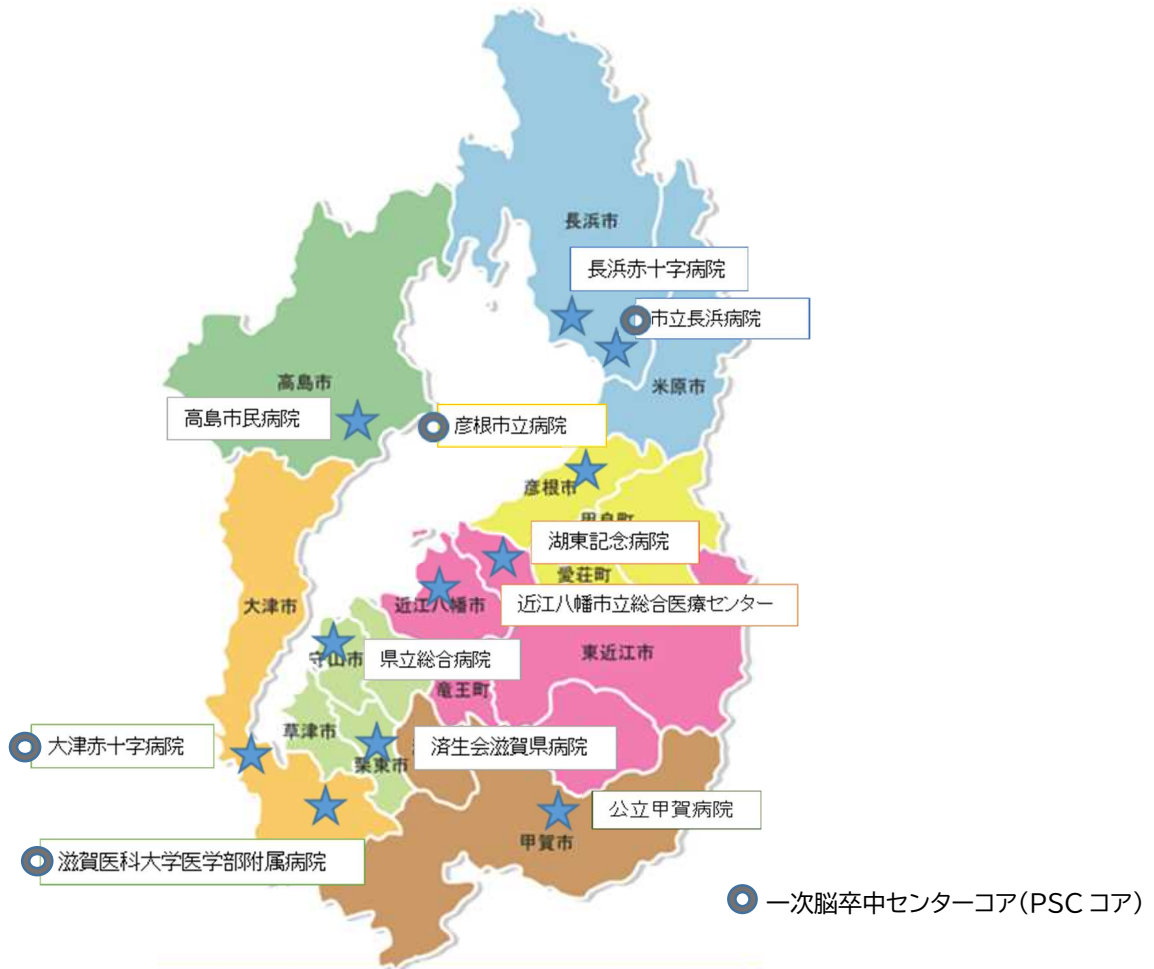 長浜市
長浜赤十字病院
市立長浜病院
高島市
米原市
高島市民病院
彦根市立病院
彦根市
湖東記念病院
愛荘町
大津市
近江八幡市
近江八幡市立総合医療センター
守山市
県立総合病院
東近江市
竜王町
草津市
大津赤十字病院
済生会滋賀県病院
栗東市
公立甲賀病院
甲賀市
滋賀医科大学医学部附属病院
一次脳卒中センターコア(PSC コア)